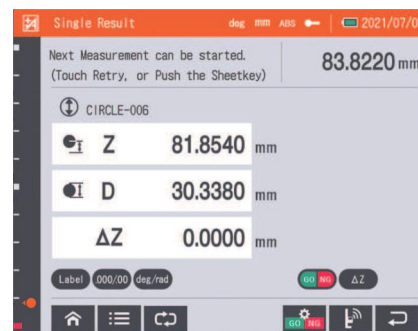 Single Result deg mm ABS 2021/07/0
Next Measurement can be started. 83.8220 mm
(Touch Retry, or Push the Sheetkey)
CIRCLE-006
Z 81.8540 mm
D 30.3380 mm
ΔZ 0.0000 mm
Label .000/00 deg/rad GO NG ΔZ
GO NG